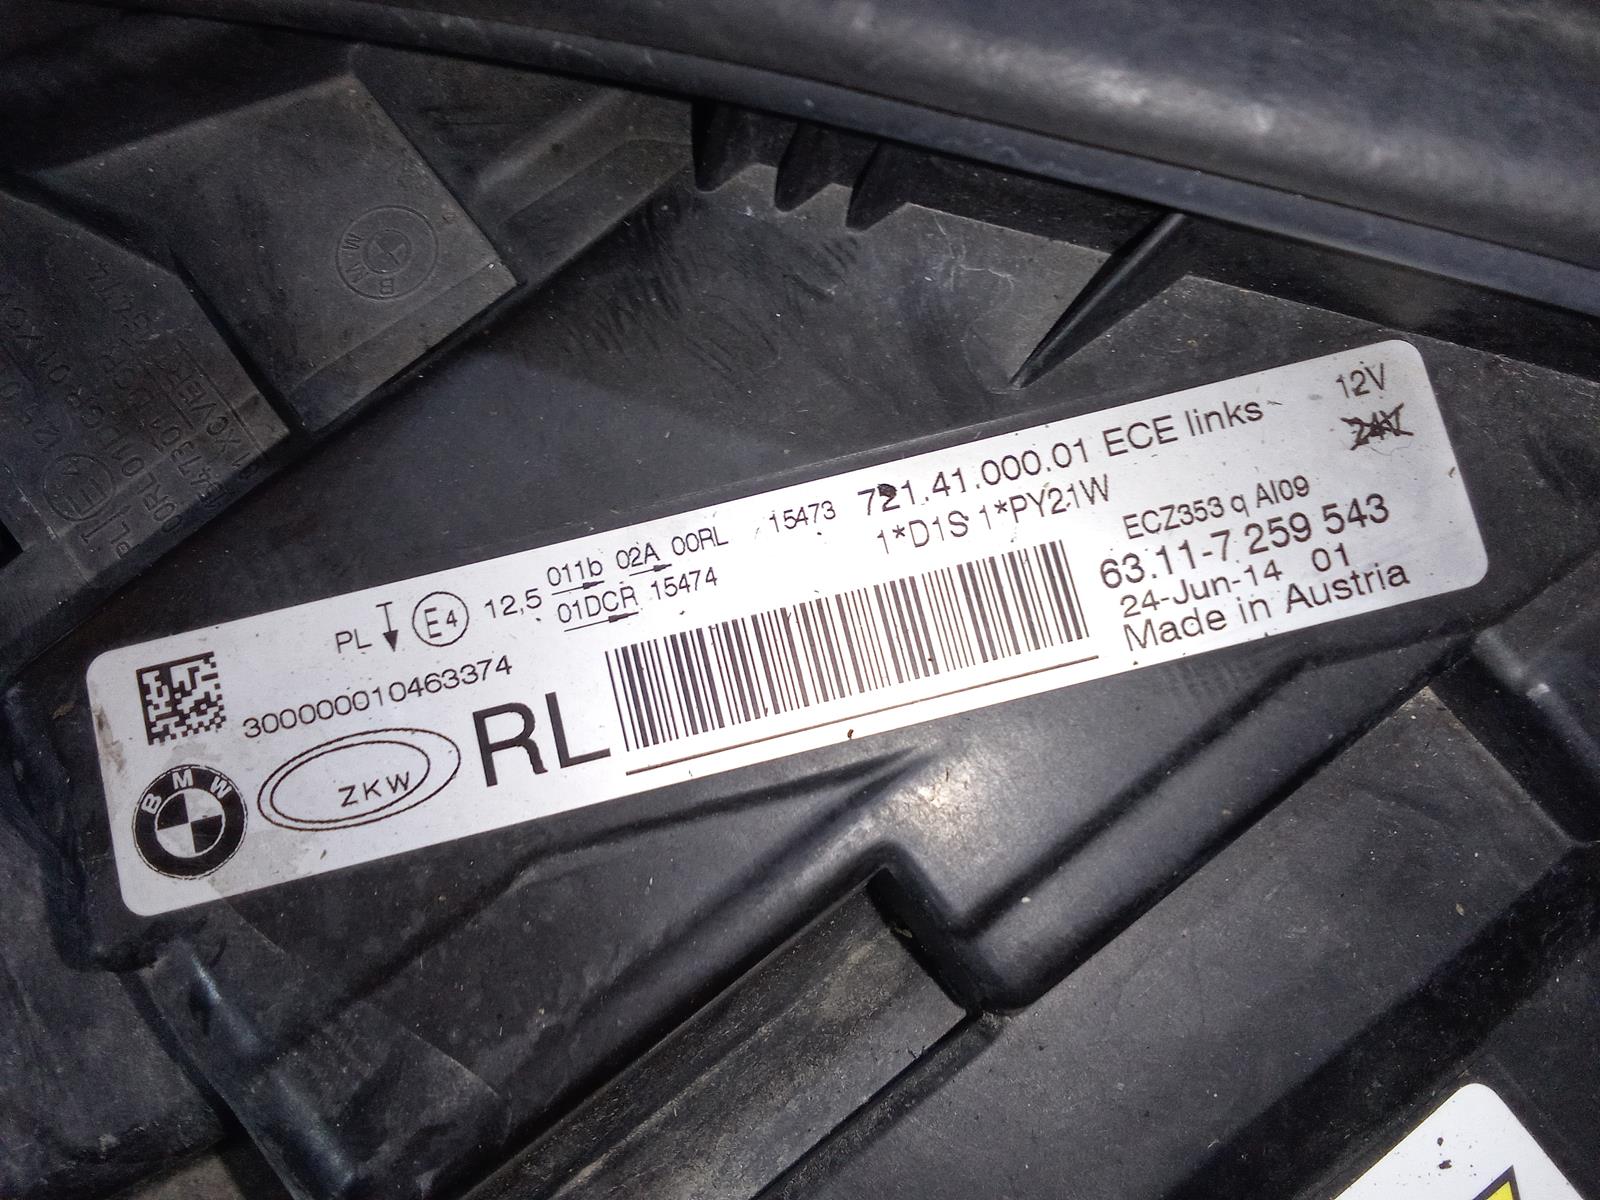 12V
24V
721.41.000.01 ECE links
1*D1S 1*PY21W
15473
ECZ353 q AI09
63.11-7 259 543
24-Jun-14 01
Made in Austria
PL E4 12,5 011b 02A 00RL
01DCR 15474
300000010463374
RL
ZKW
BMW
BMW